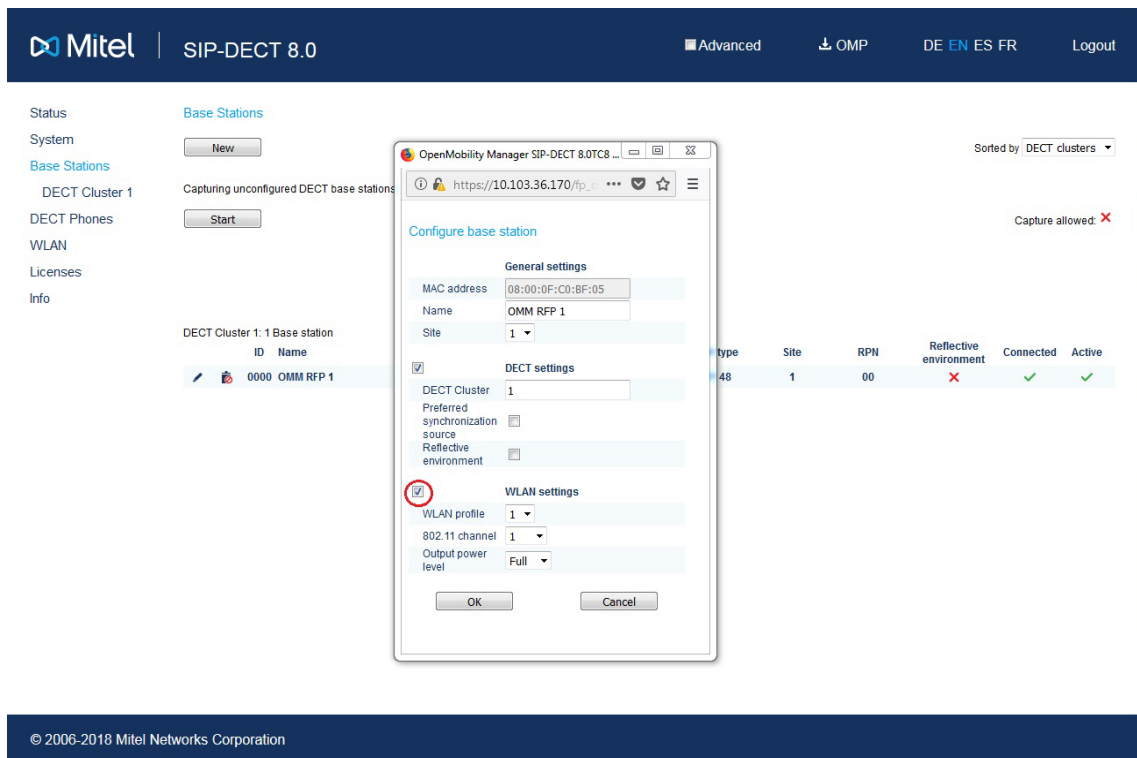 Mitel
SIP-DECT 8.0
Advanced
OMP
DE EN ES FR
Logout
Status
System
Base Stations
DECT Cluster 1
DECT Phones
WLAN
Licenses
Info
Base Stations
New
Sorted by DECT clusters
Capturing unconfigured DECT base stations
Start
Capture allowed:
DECT Cluster 1: 1 Base station
ID Name
type Site RPN Reflective environment Connected Active
0000 OMM RFP 1
48 1 00
OpenMobility Manager SIP-DECT 8.0TC8 ...
https://10.103.36.170/fp_
Configure base station
General settings
MAC address 08:00:0F:C0:BF:05
Name OMM RFP 1
Site 1
DECT settings
DECT Cluster 1
Preferred
synchronization
source
Reflective
environment
WLAN settings
WLAN profile 1
802.11 channel 1
Output power
level Full
OK Cancel
© 2006-2018 Mitel Networks Corporation